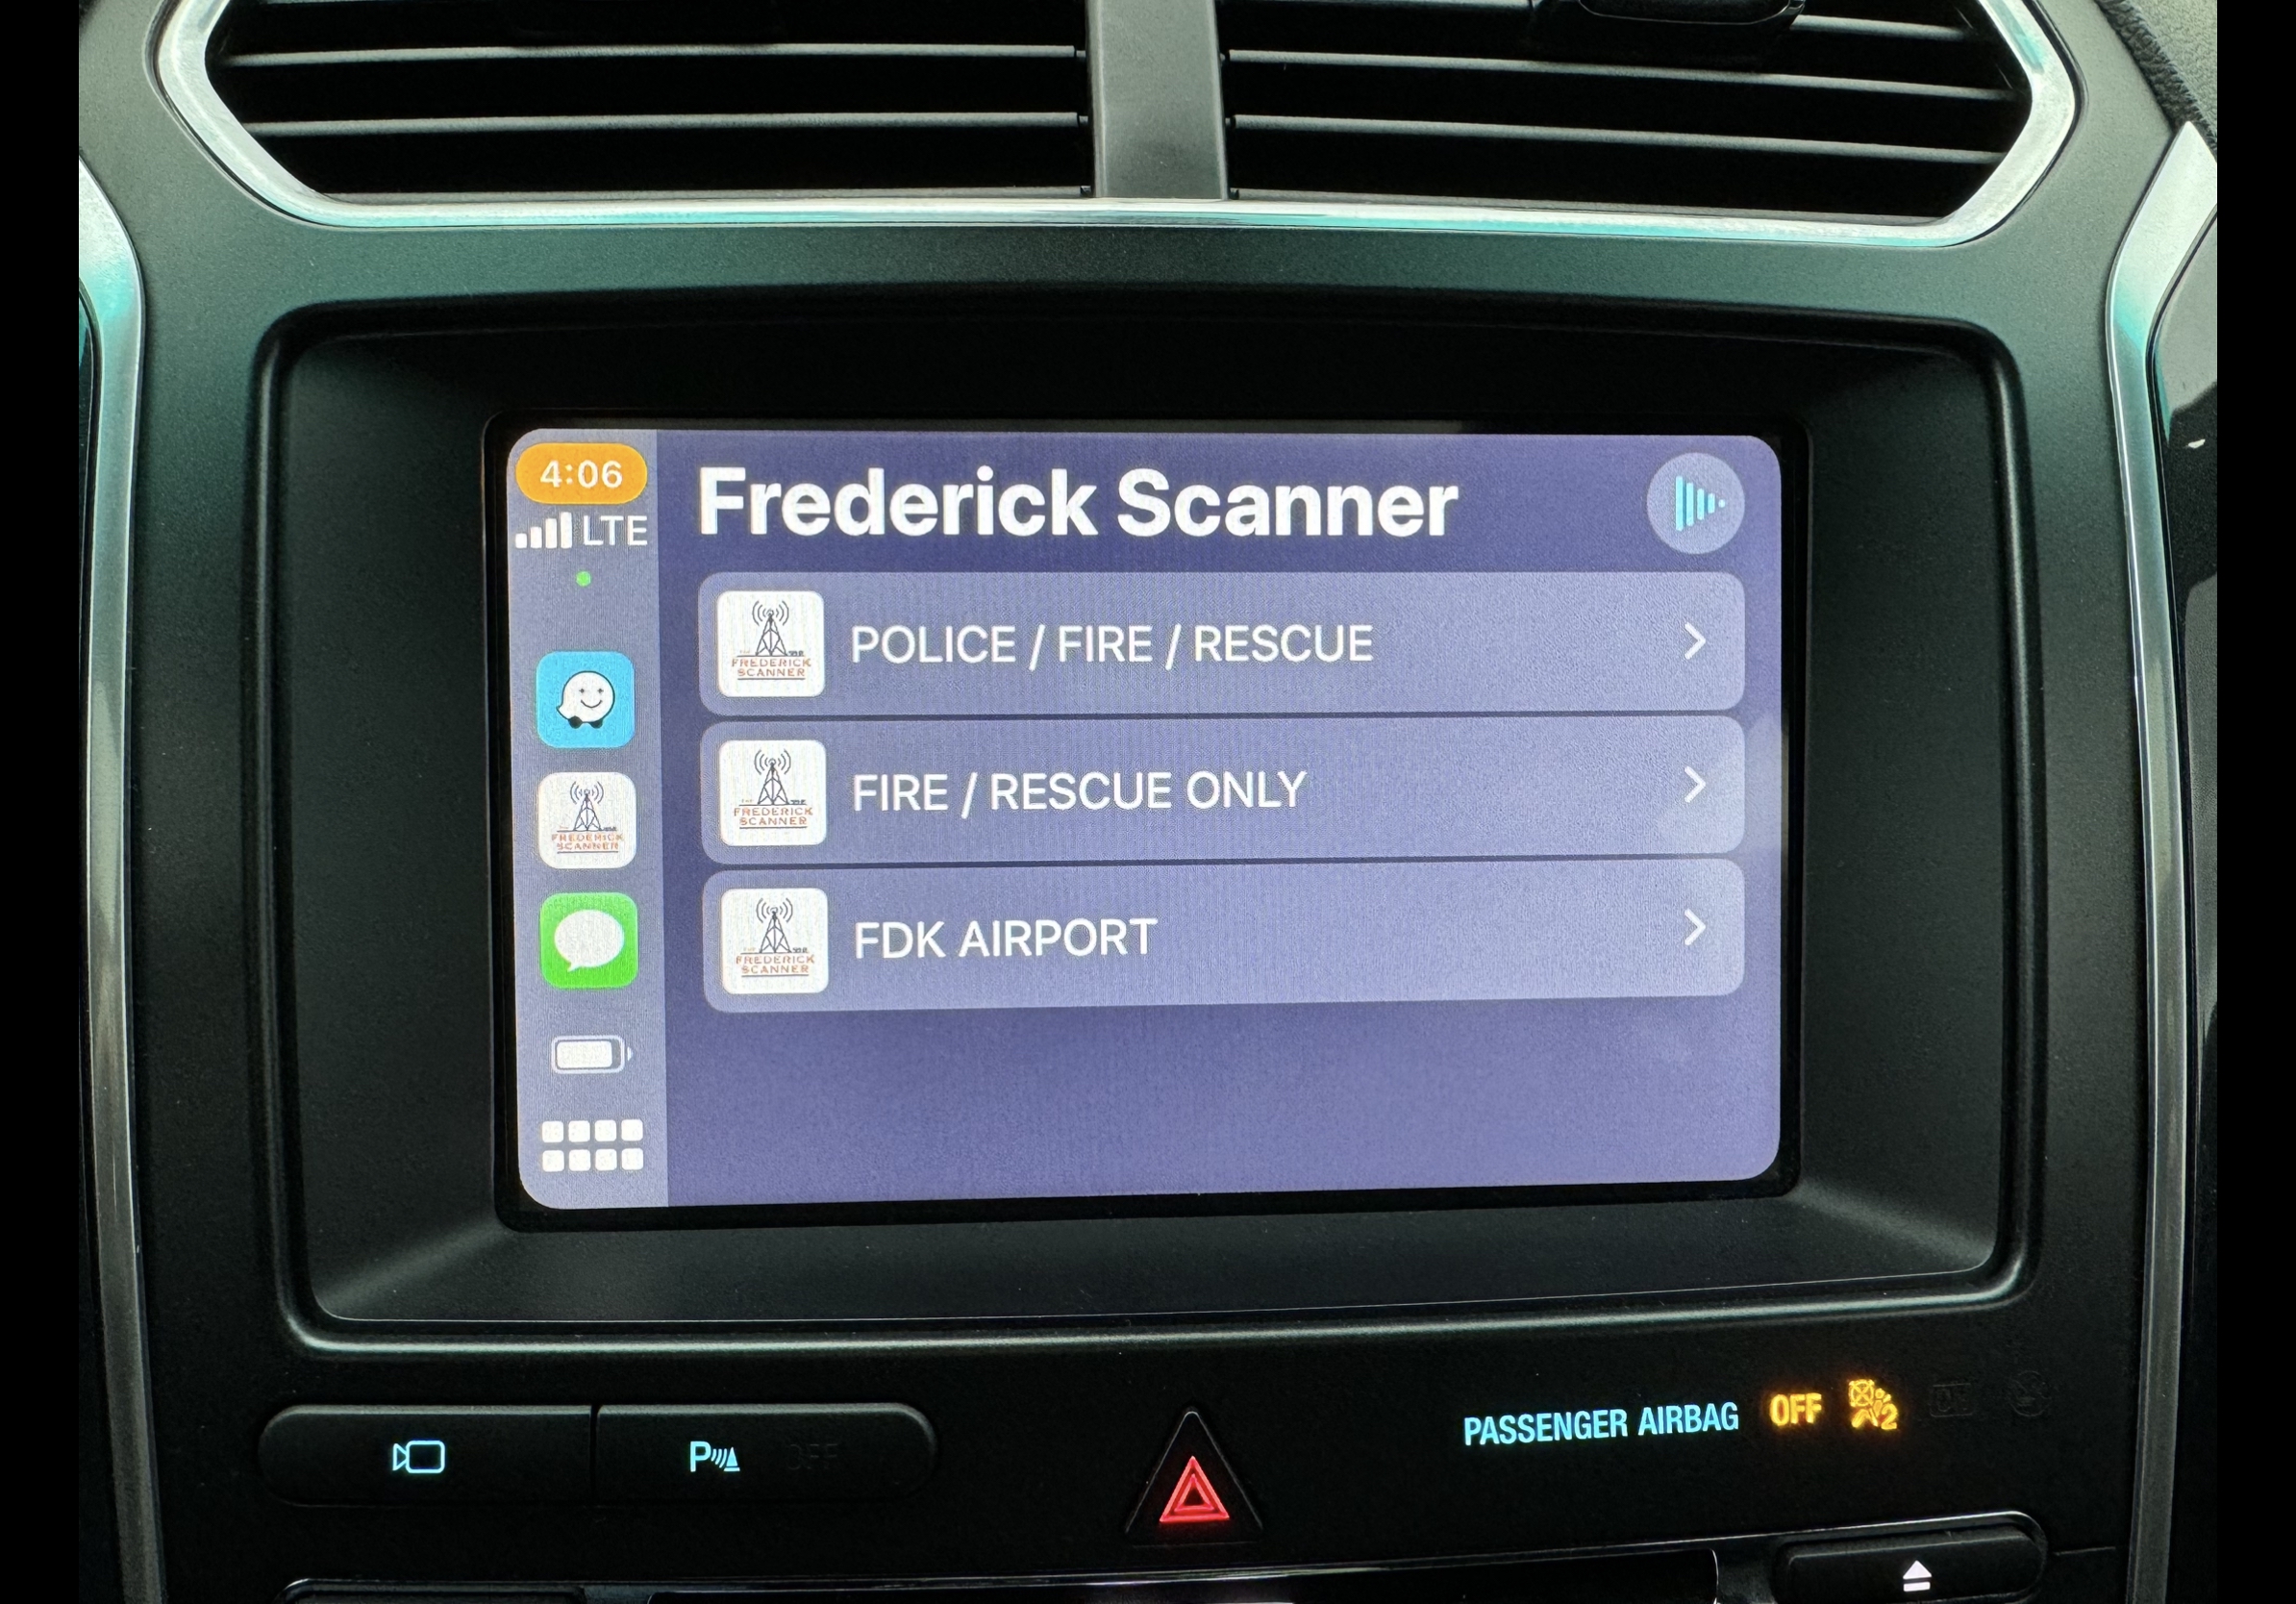 4:06
LTE
Frederick Scanner
FREDERICK
SCANNER
POLICE / FIRE / RESCUE
FREDERICK
SCANNER
FIRE / RESCUE ONLY
FREDERICK
SCANNER
FREDERICK
SCANNER
FDK AIRPORT
P
OFF
PASSENGER AIRBAG OFF
2